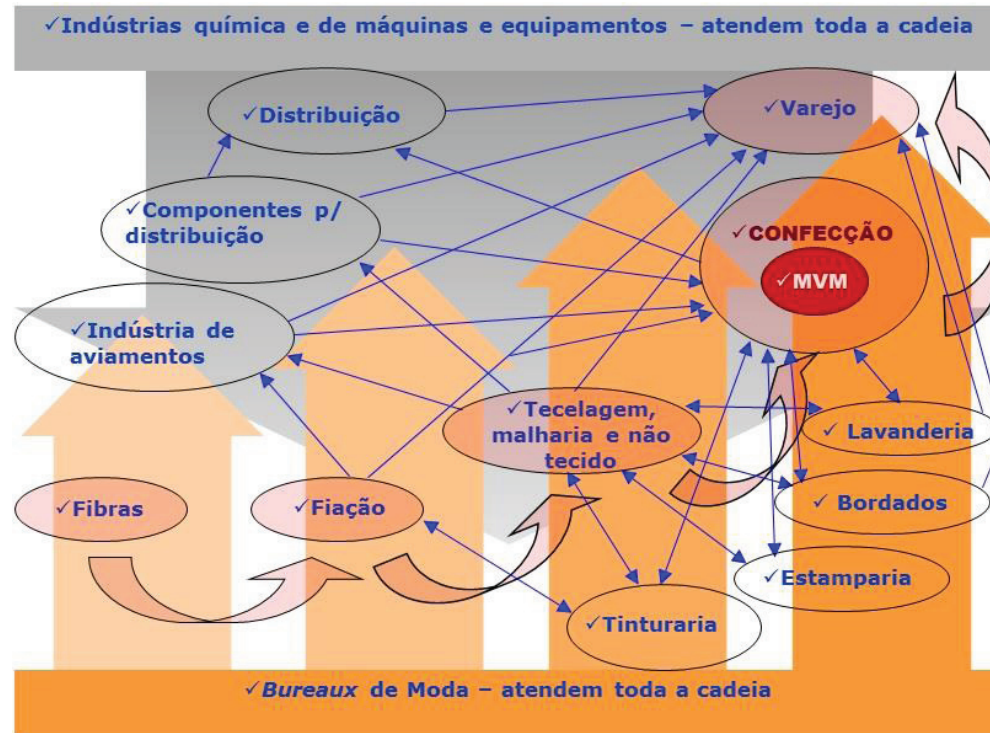 ✓Indústrias química e de máquinas e equipamentos – atendem toda a cadeia
✓Distribuição
✓Varejo
✓Componentes p/
distribuição
✓CONFECÇÃO
✓MVM
✓Indústria de
aviamentos
✓Tecelagem,
malharia e não
tecido
✓ Lavanderia
✓Fibras
✓Fiação
✓ Bordados
✓Estamparia
✓Tinturaria
✓Bureaux de Moda – atendem toda a cadeia